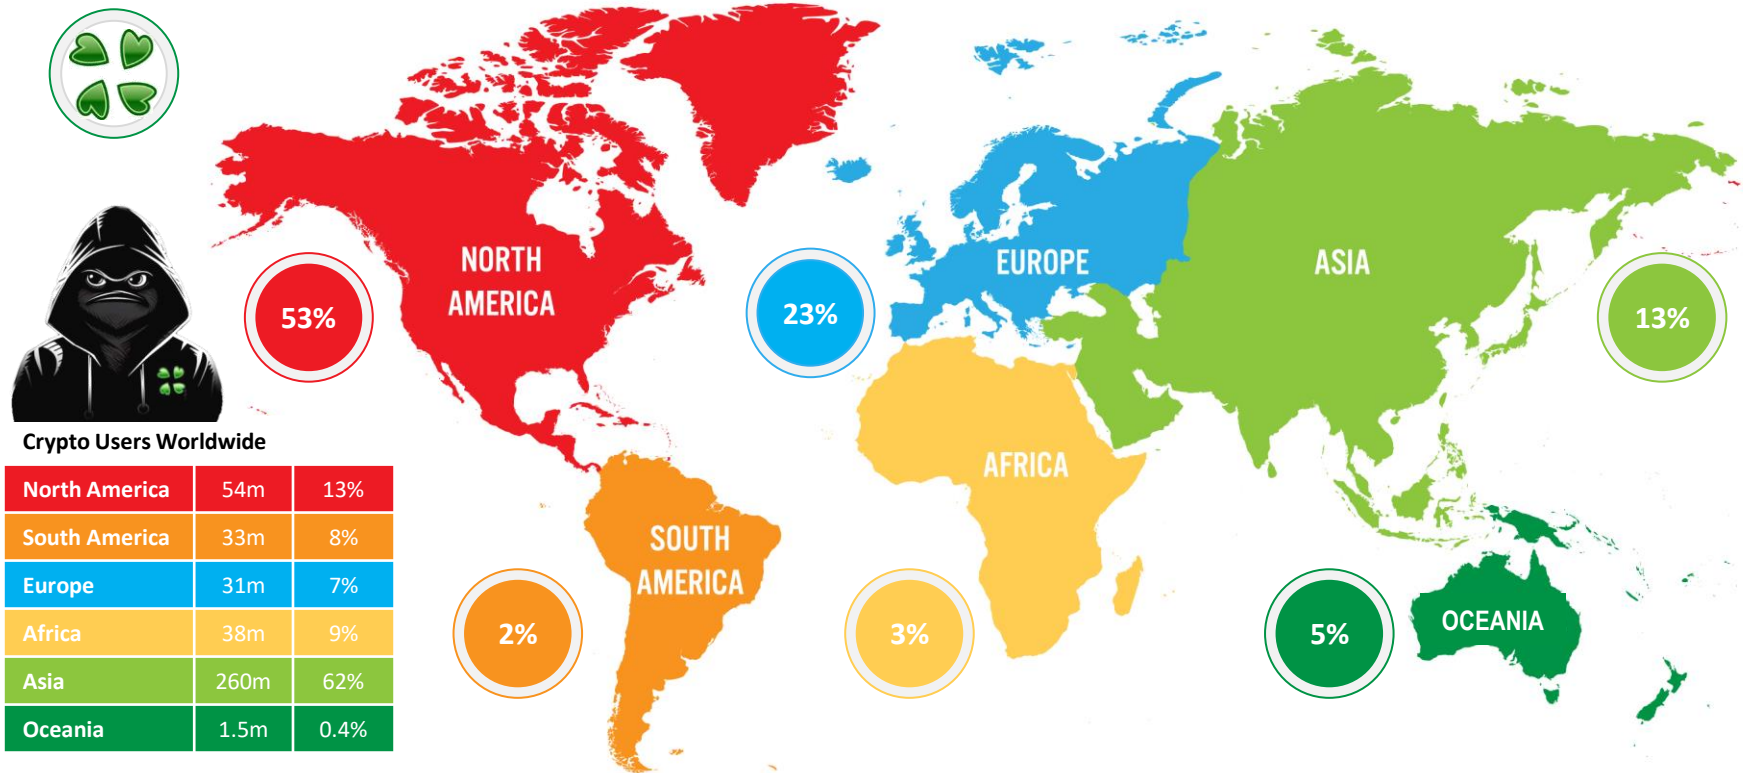 NORTH
AMERICA
EUROPE
ASIA
53%
23%
13%
Crypto Users Worldwide
North America 54m 13%
South America 33m 8%
Europe 31m 7%
Africa 38m 9%
Asia 260m 62%
Oceania 1.5m 0.4%
AFRICA
SOUTH
AMERICA
OCEANIA
2%
3%
5%